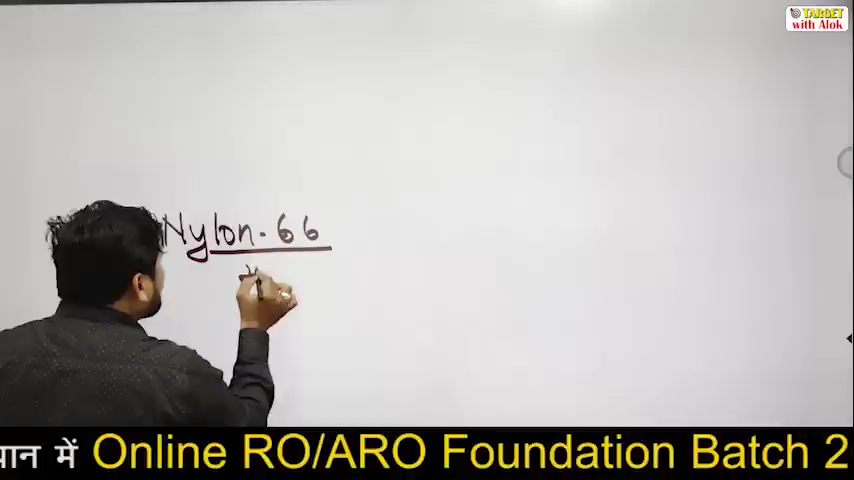 TARGET
with Alok
Nylon-66
में Online RO/ARO Foundation Batch 2